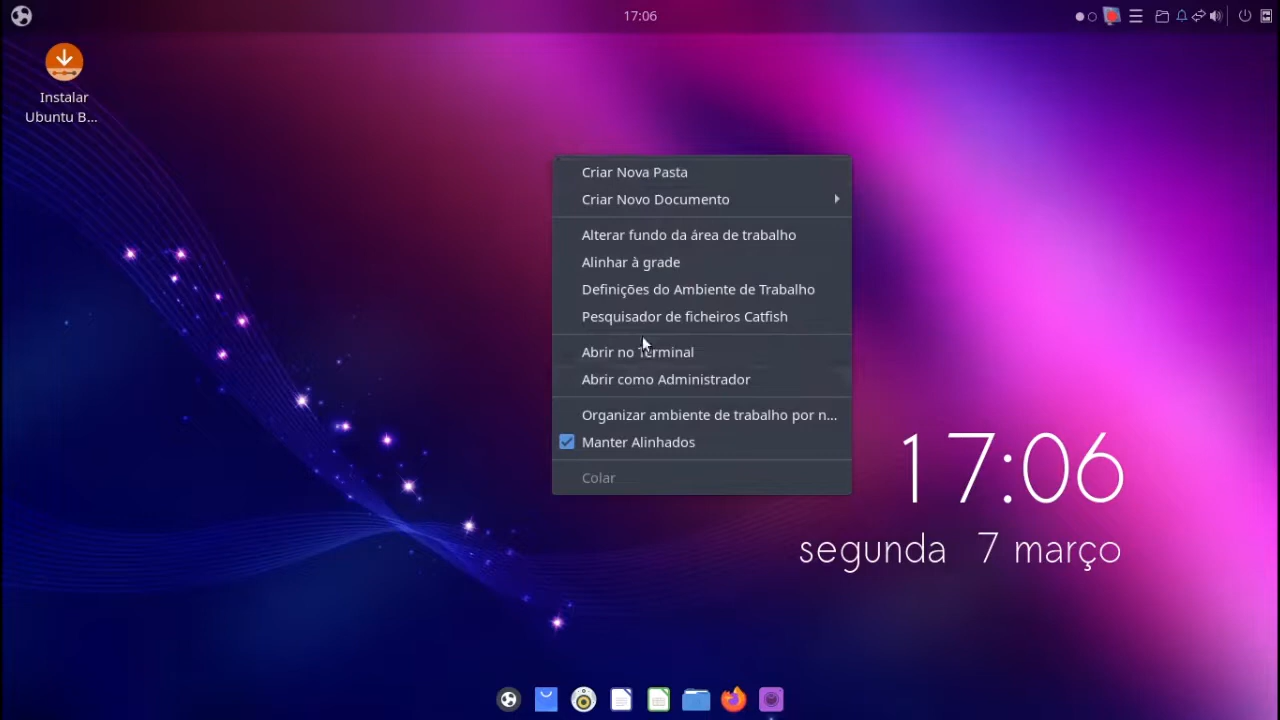 17:06
Instalar
Ubuntu B...
Criar Nova Pasta
Criar Novo Documento
Alterar fundo da área de trabalho
Alinhar à grade
Definições do Ambiente de Trabalho
Pesquisador de ficheiros Catfish
Abrir no Terminal
Abrir como Administrador
Organizar ambiente de trabalho por n...
Manter Alinhados
Colar
17:06
segunda 7 março